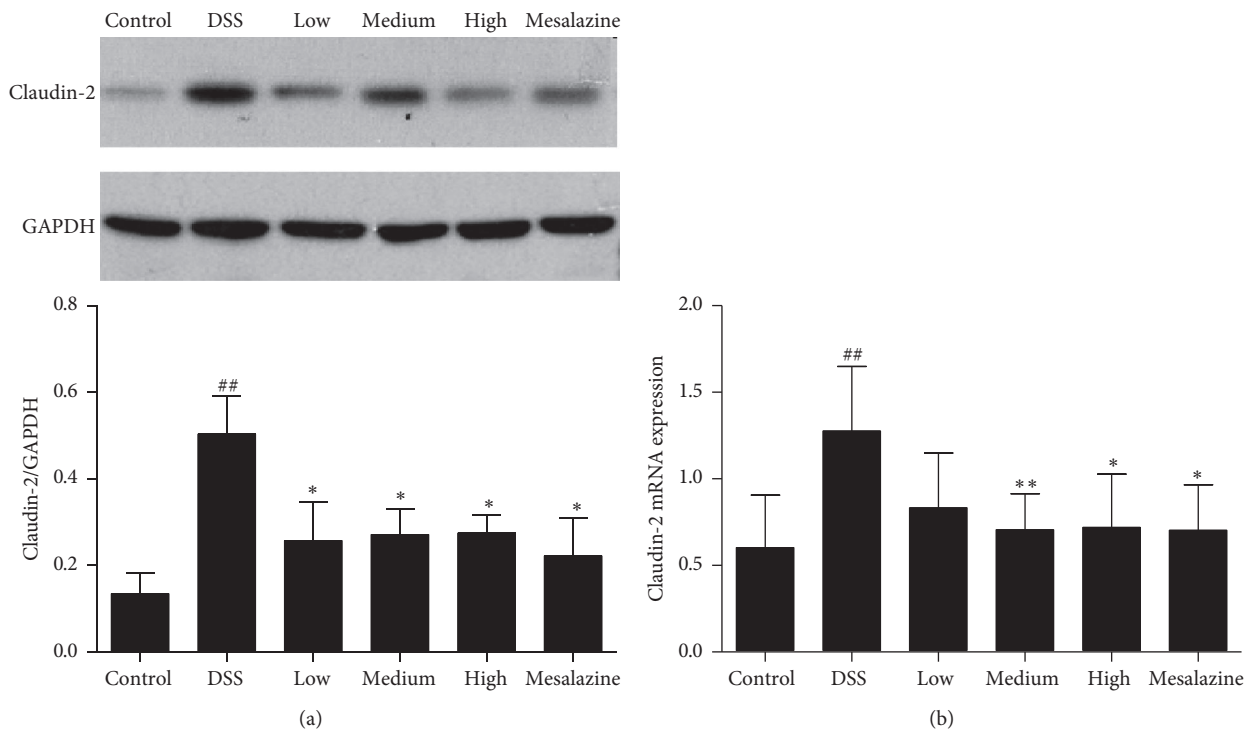 Control DSS Low Medium High Mesalazine
Claudin-2
GAPDH
Claudin-2/GAPDH
0.8
0.6
0.4
0.2
0.0
##
*
*
*
*
Control DSS Low Medium High Mesalazine
(a)
Claudin-2 mRNA expression
2.0
1.5
1.0
0.5
0.0
##
**
*
*
Control DSS Low Medium High Mesalazine
(b)